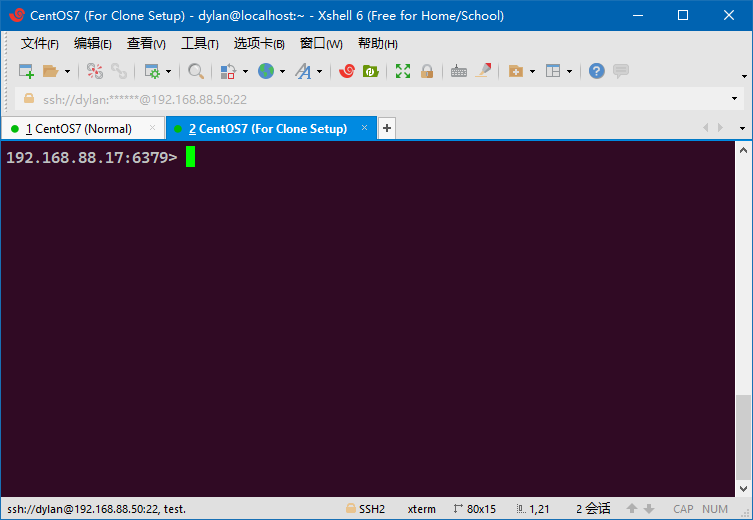 CentOS7 (For Clone Setup) - dylan@localhost:~ - Xshell 6 (Free for Home/School)
文件(F) 编辑(E) 查看(V) 工具(T) 选项卡(B) 窗口(W) 帮助(H)
ssh://dylan:******@192.168.88.50:22
1 CentOS7 (Normal) × 2 CentOS7 (For Clone Setup) × +
192.168.88.17:6379>
ssh://dylan@192.168.88.50:22, test. SSH2 xterm 80x15 1,21 2 会话 CAP NUM